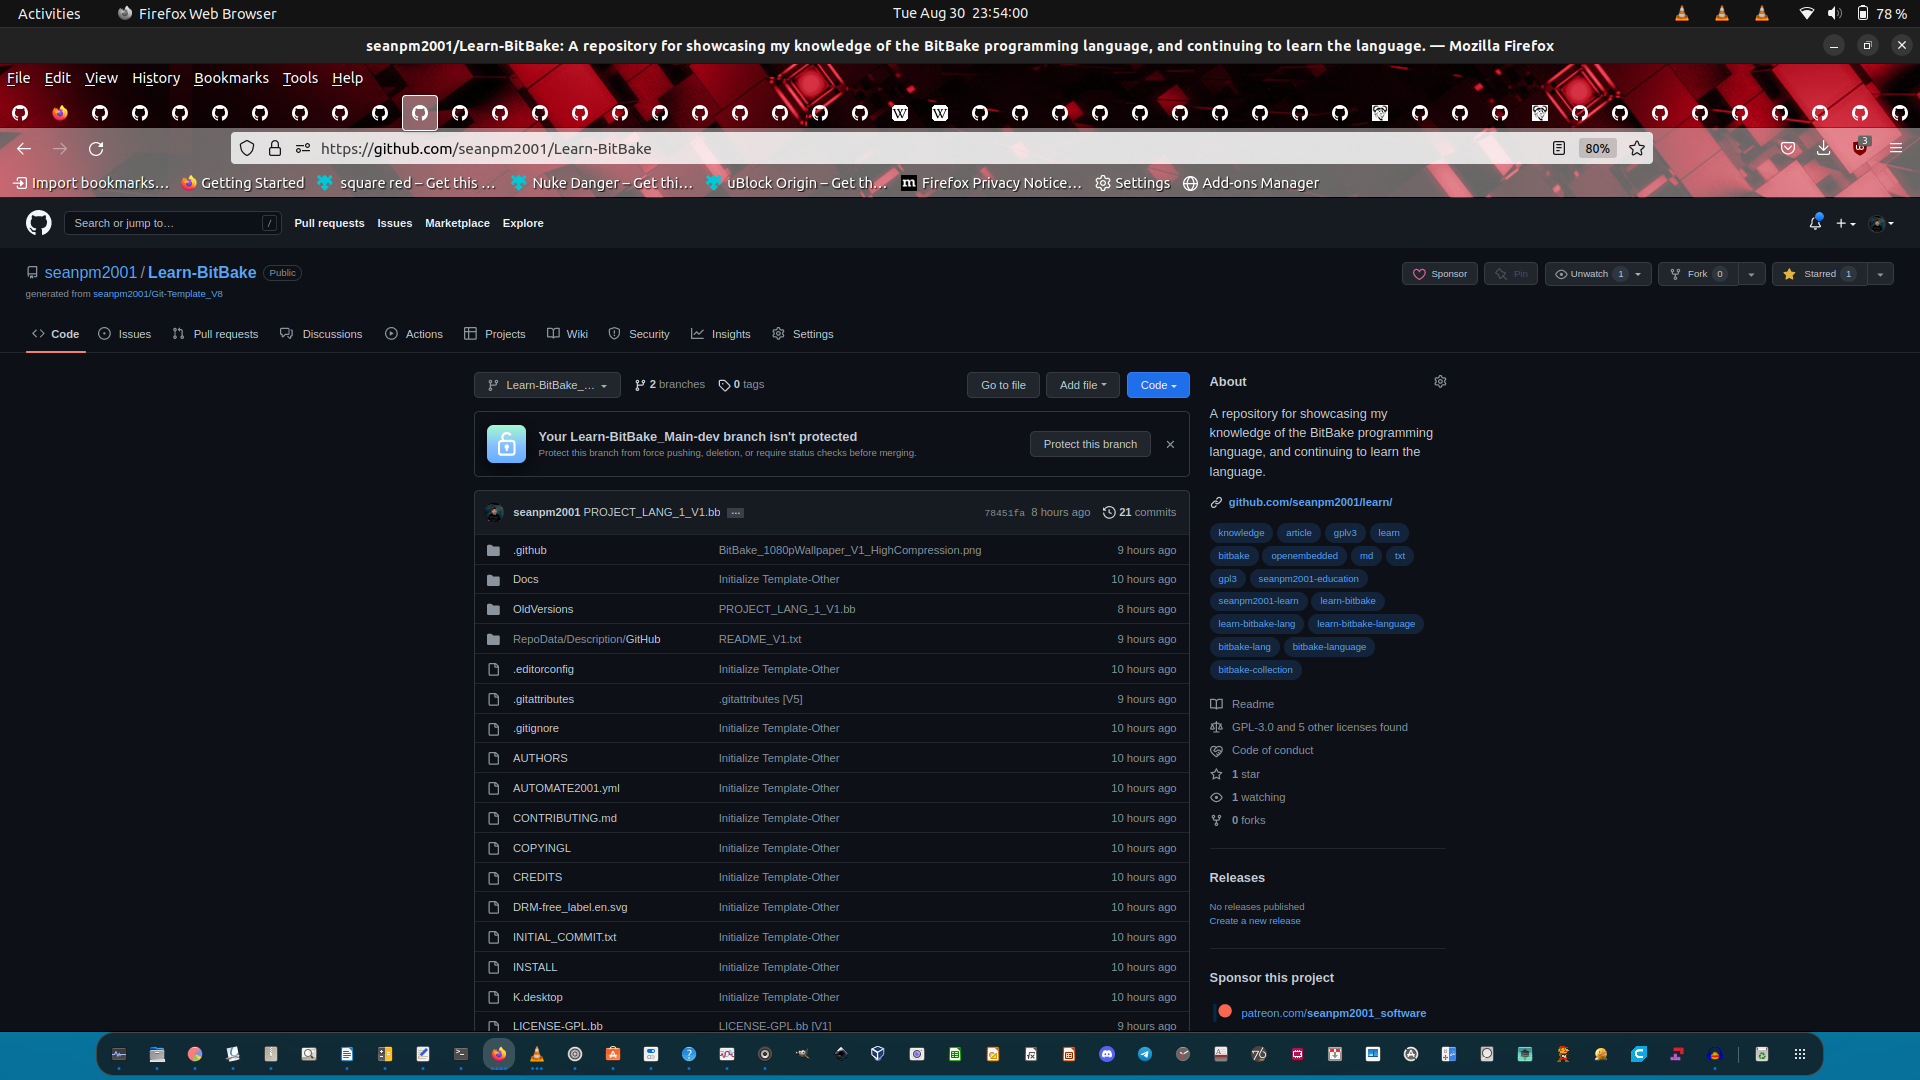 Activities
Firefox Web Browser
Tue Aug 30 23:54:00
78 %
seanpm2001/Learn-BitBake: A repository for showcasing my knowledge of the BitBake programming language, and continuing to learn the language. — Mozilla Firefox
File Edit View History Bookmarks Tools Help
https://github.com/seanpm2001/Learn-BitBake
80%
3
Import bookmarks…
Getting Started
square red – Get this …
Nuke Danger – Get thi…
uBlock Origin – Get th…
Firefox Privacy Notice…
Settings
Add-ons Manager
Search or jump to…
/
Pull requests Issues Marketplace Explore
seanpm2001 / Learn-BitBake
Public
Sponsor
Pin
Unwatch 1
Fork 0
Starred 1
generated from seanpm2001/Git-Template_V8
Code
Issues
Pull requests
Discussions
Actions
Projects
Wiki
Security
Insights
Settings
Learn-BitBake_…
2 branches
0 tags
Go to file
Add file
Code
Your Learn-BitBake_Main-dev branch isn't protected
Protect this branch from force pushing, deletion, or require status checks before merging.
Protect this branch
seanpm2001 PROJECT_LANG_1_V1.bb …
78451fa 8 hours ago
21 commits
.github BitBake_1080pWallpaper_V1_HighCompression.png 9 hours ago
Docs Initialize Template-Other 10 hours ago
OldVersions PROJECT_LANG_1_V1.bb 8 hours ago
RepoData/Description/GitHub README_V1.txt 9 hours ago
.editorconfig Initialize Template-Other 10 hours ago
.gitattributes .gitattributes [V5] 9 hours ago
.gitignore Initialize Template-Other 10 hours ago
AUTHORS Initialize Template-Other 10 hours ago
AUTOMATE2001.yml Initialize Template-Other 10 hours ago
CONTRIBUTING.md Initialize Template-Other 10 hours ago
COPYINGL Initialize Template-Other 10 hours ago
CREDITS Initialize Template-Other 10 hours ago
DRM-free_label.en.svg Initialize Template-Other 10 hours ago
INITIAL_COMMIT.txt Initialize Template-Other 10 hours ago
INSTALL Initialize Template-Other 10 hours ago
K.desktop Initialize Template-Other 10 hours ago
LICENSE-GPL.bb LICENSE-GPL.bb [V1] 9 hours ago
About
A repository for showcasing my
knowledge of the BitBake programming
language, and continuing to learn the
language.
github.com/seanpm2001/learn/
knowledge article gplv3 learn
bitbake openembedded md txt
gpl3 seanpm2001-education
seanpm2001-learn learn-bitbake
learn-bitbake-lang learn-bitbake-language
bitbake-lang bitbake-language
bitbake-collection
Readme
GPL-3.0 and 5 other licenses found
Code of conduct
1 star
1 watching
0 forks
Releases
No releases published
Create a new release
Sponsor this project
patreon.com/seanpm2001_software